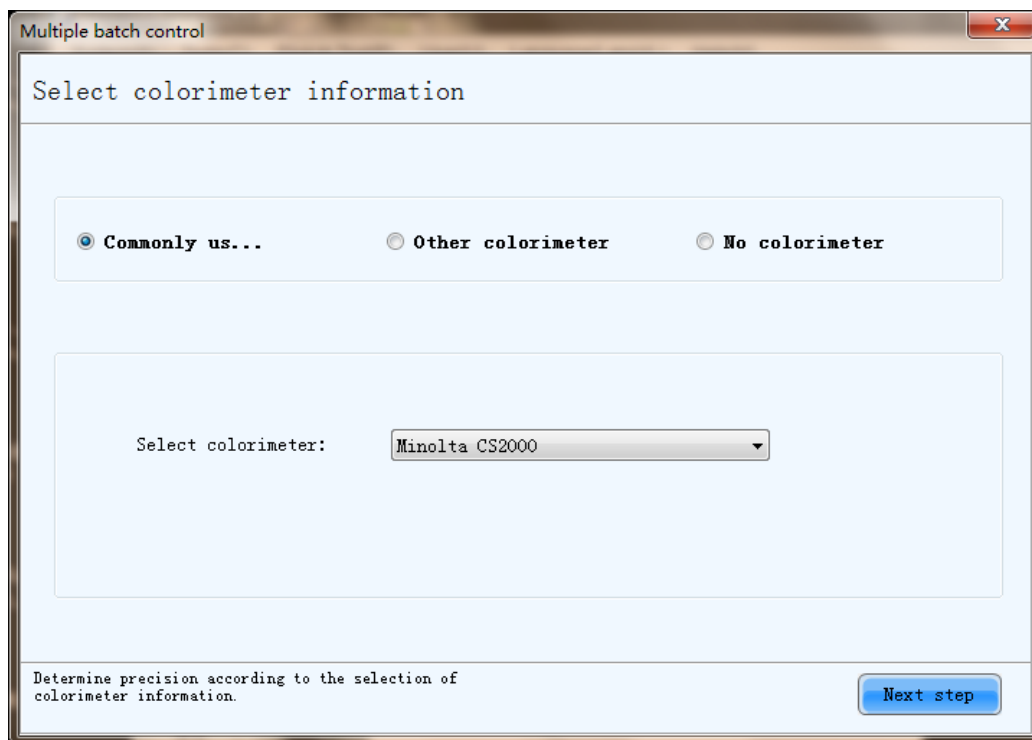 Multiple batch control
Select colorimeter information
Commonly us...
Other colorimeter
No colorimeter
Select colorimeter:
Minolta CS2000
Determine precision according to the selection of
colorimeter information.
Next step